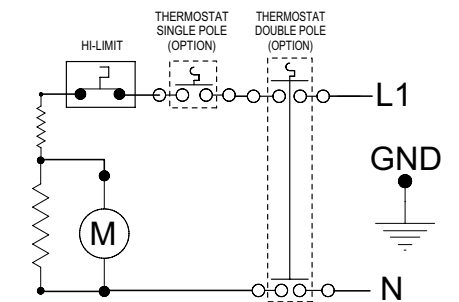 THERMOSTAT
SINGLE POLE
(OPTION)
THERMOSTAT
DOUBLE POLE
(OPTION)
HI-LIMIT
L1
GND
M
N